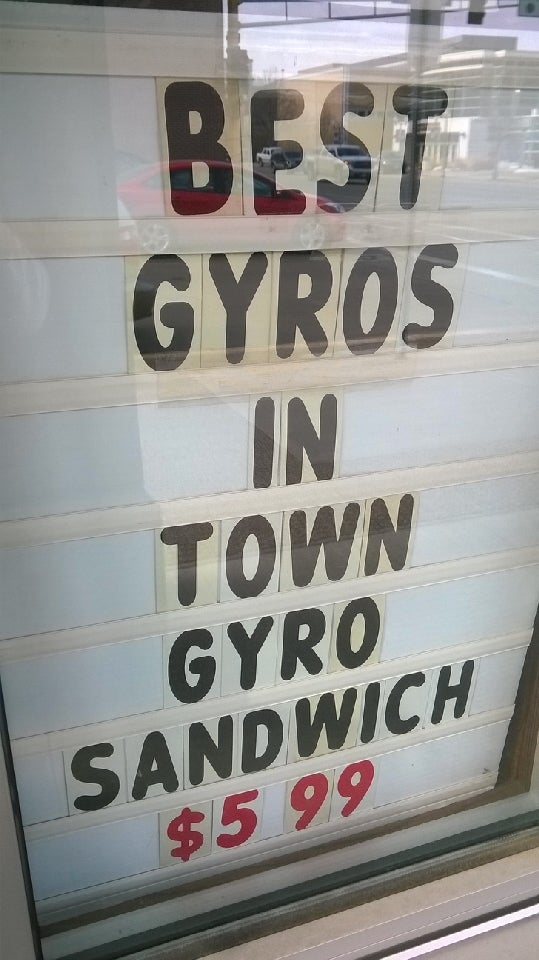 BEST
GYROS
IN
TOWN
GYRO
SANDWICH
$5 99